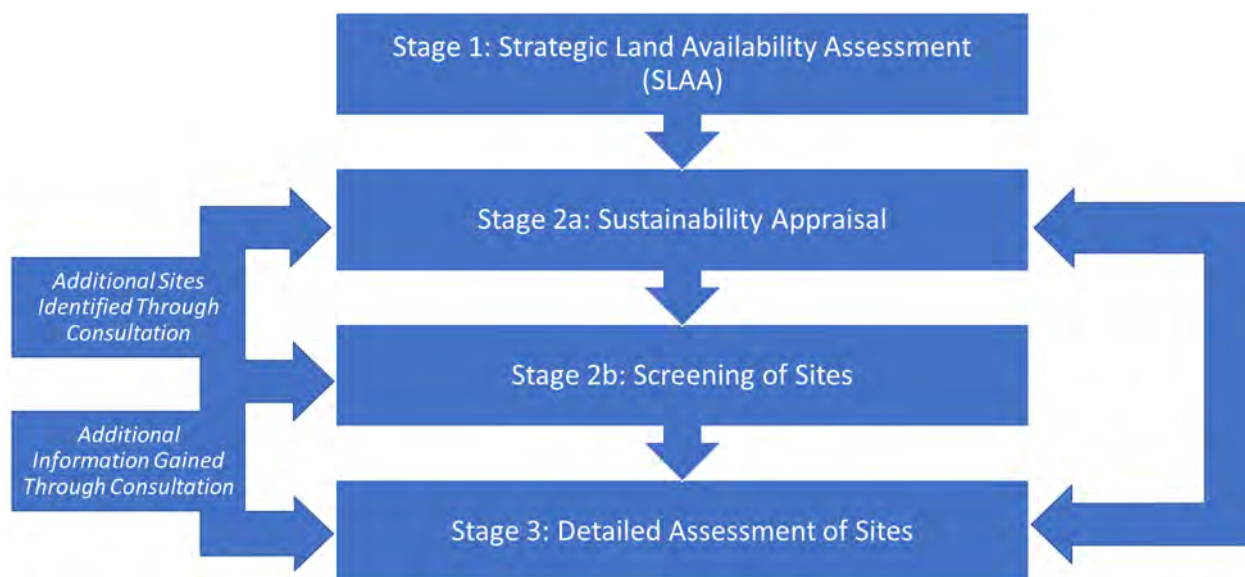 Stage 1: Strategic Land Availability Assessment
(SLAA)
Stage 2a: Sustainability Appraisal
Additional Sites
Identified Through
Consultation
Stage 2b: Screening of Sites
Additional
Information Gained
Through Consultation
Stage 3: Detailed Assessment of Sites